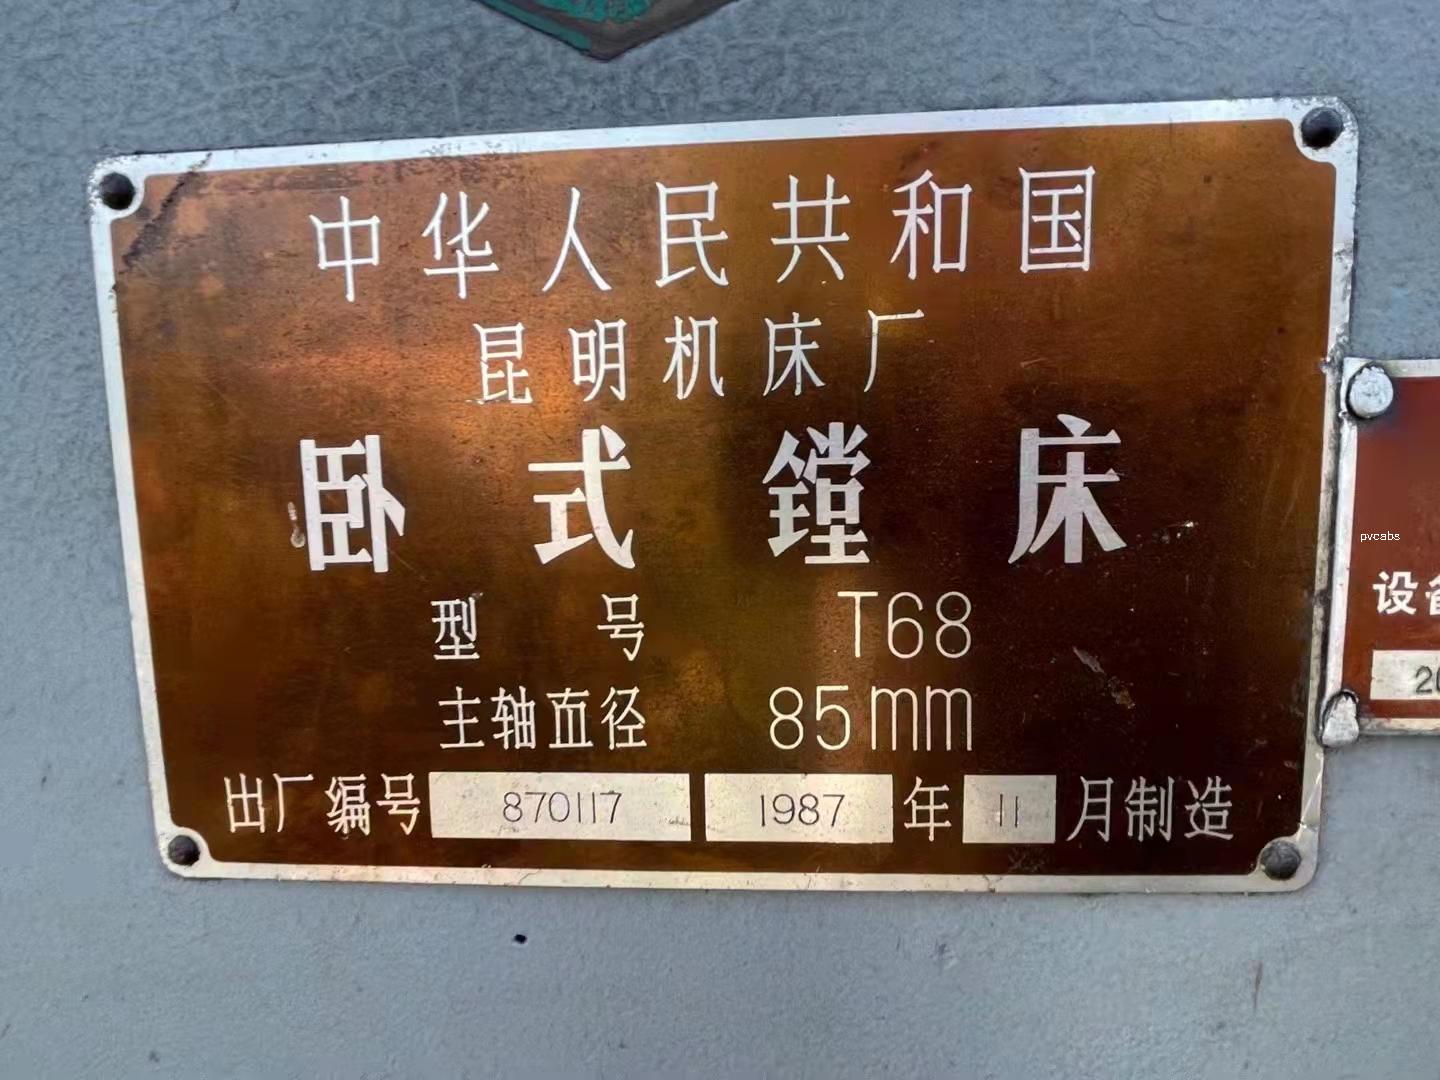 中华人民共和国
昆明机床厂
卧式镗床
型号 T68
主轴直径 85mm
出厂编号 870117 1987 年 11 月制造
pvcabs
设备
20